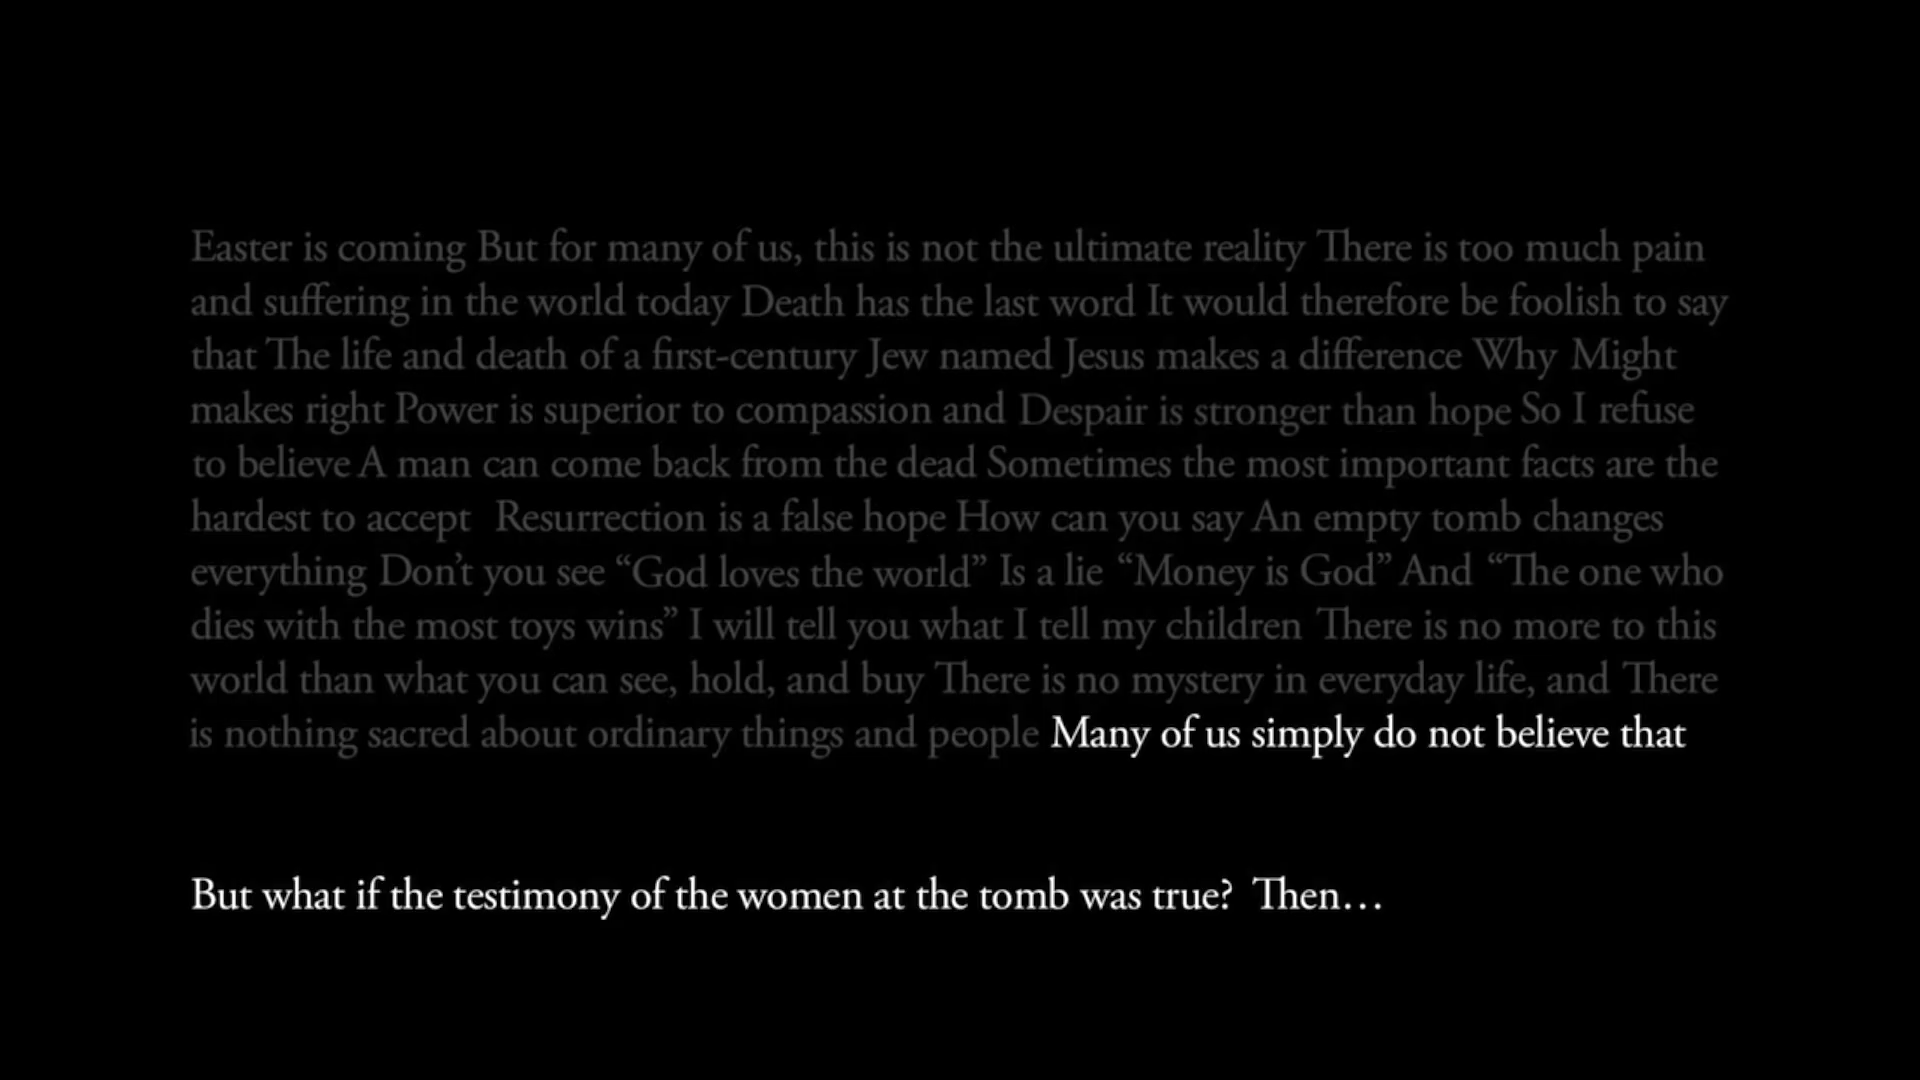 Easter is coming But for many of us, this is not the ultimate reality There is too much pain
and suffering in the world today Death has the last word It would therefore be foolish to say
that The life and death of a first-century Jew named Jesus makes a difference Why Might
makes right Power is superior to compassion and Despair is stronger than hope So I refuse
to believe A man can come back from the dead Sometimes the most important facts are the
hardest to accept Resurrection is a false hope How can you say An empty tomb changes
everything Don’t you see “God loves the world” Is a lie “Money is God” And “The one who
dies with the most toys wins” I will tell you what I tell my children There is no more to this
world than what you can see, hold, and buy There is no mystery in everyday life, and There
is nothing sacred about ordinary things and people Many of us simply do not believe that
But what if the testimony of the women at the tomb was true? Then…